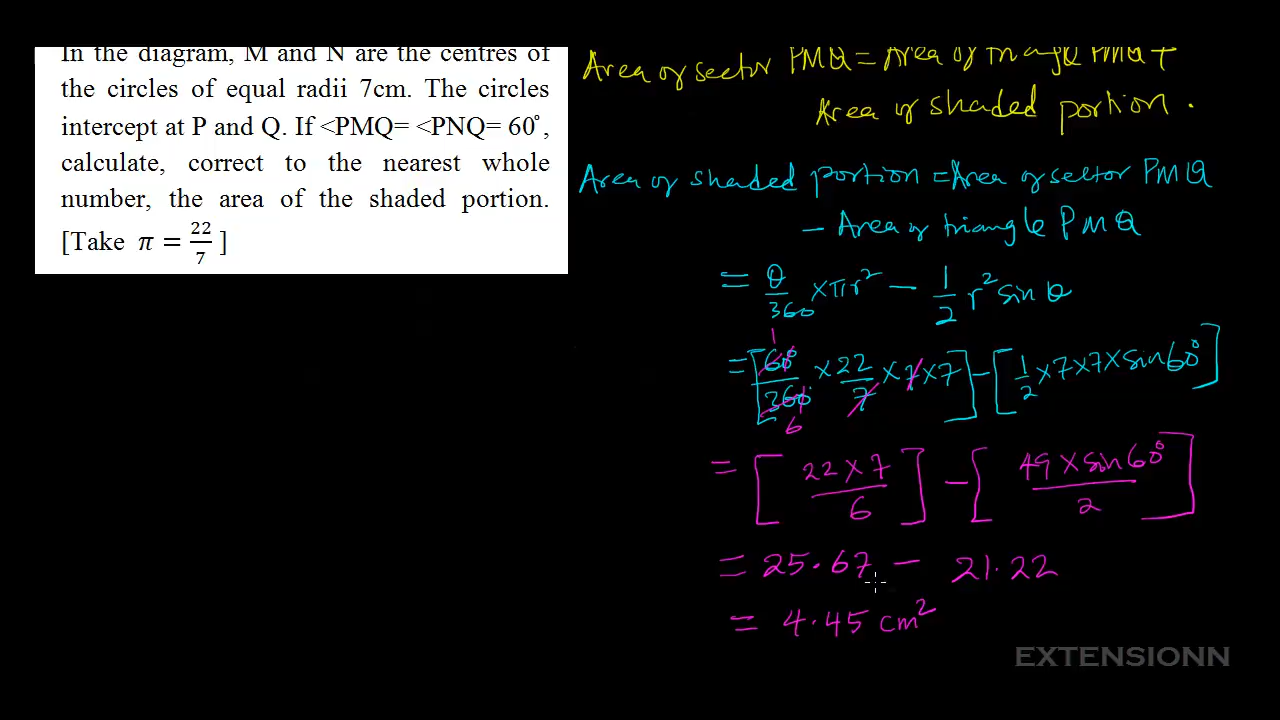 In the diagram, M and N are the centres of
the circles of equal radii 7cm. The circles
intercept at P and Q. If <PMQ= <PNQ= 60°,
calculate, correct to the nearest whole
number, the area of the shaded portion.
[Take π = 22/7 ]
Area of sector PMQ = Area of triangle PMQ +
Area of shaded portion.
Area of shaded portion = Area of sector PMQ
- Area of triangle PMQ
= θ/360 × πr² - 1/2 r² sin θ
= [60°/360° × 22/7 × 7 × 7] - [1/2 × 7 × 7 × sin 60°]
1
6
= [22 × 7 / 6] - [49 × sin 60° / 2]
= 25.67 - 21.22
= 4.45 cm²
EXTENSIONN